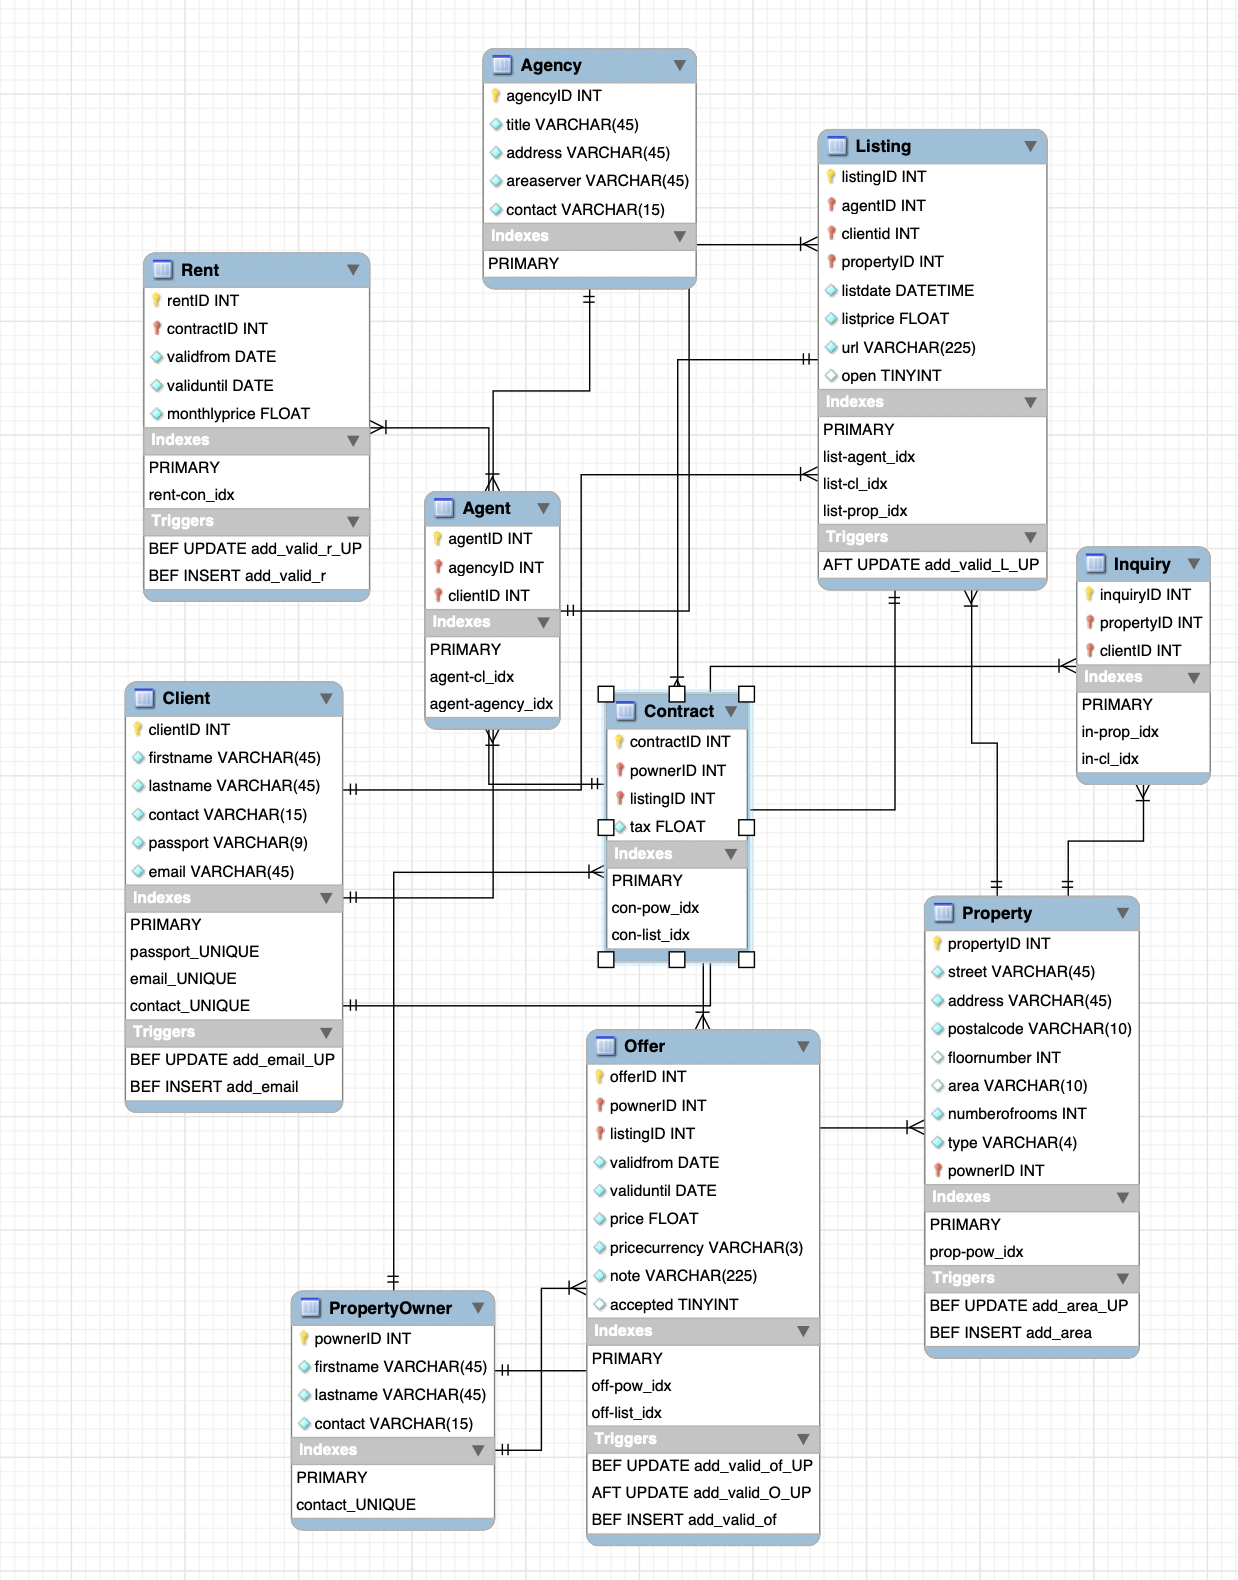 Agency
agencyID INT
title VARCHAR(45)
address VARCHAR(45)
areaserver VARCHAR(45)
contact VARCHAR(15)
Indexes
PRIMARY
Listing
listingID INT
agentID INT
clientid INT
propertyID INT
listdate DATETIME
listprice FLOAT
url VARCHAR(225)
open TINYINT
Indexes
PRIMARY
list-agent_idx
list-cl_idx
list-prop_idx
Triggers
AFT UPDATE add_valid_L_UP
Rent
rentID INT
contractID INT
validfrom DATE
validuntil DATE
monthlyprice FLOAT
Indexes
PRIMARY
rent-con_idx
Triggers
BEF UPDATE add_valid_r_UP
BEF INSERT add_valid_r
Agent
agentID INT
agencyID INT
clientID INT
Indexes
PRIMARY
agent-cl_idx
agent-agency_idx
Inquiry
inquiryID INT
propertyID INT
clientID INT
Indexes
PRIMARY
in-prop_idx
in-cl_idx
Client
clientID INT
firstname VARCHAR(45)
lastname VARCHAR(45)
contact VARCHAR(15)
passport VARCHAR(9)
email VARCHAR(45)
Indexes
PRIMARY
passport_UNIQUE
email_UNIQUE
contact_UNIQUE
Triggers
BEF UPDATE add_email_UP
BEF INSERT add_email
Contract
contractID INT
pownerID INT
listingID INT
tax FLOAT
Indexes
PRIMARY
con-pow_idx
con-list_idx
Property
propertyID INT
street VARCHAR(45)
address VARCHAR(45)
postalcode VARCHAR(10)
floornumber INT
area VARCHAR(10)
numberofrooms INT
type VARCHAR(4)
pownerID INT
Indexes
PRIMARY
prop-pow_idx
Triggers
BEF UPDATE add_area_UP
BEF INSERT add_area
Offer
offerID INT
pownerID INT
listingID INT
validfrom DATE
validuntil DATE
price FLOAT
pricecurrency VARCHAR(3)
note VARCHAR(225)
accepted TINYINT
Indexes
PRIMARY
off-pow_idx
off-list_idx
Triggers
BEF UPDATE add_valid_of_UP
AFT UPDATE add_valid_O_UP
BEF INSERT add_valid_of
PropertyOwner
pownerID INT
firstname VARCHAR(45)
lastname VARCHAR(45)
contact VARCHAR(15)
Indexes
PRIMARY
contact_UNIQUE